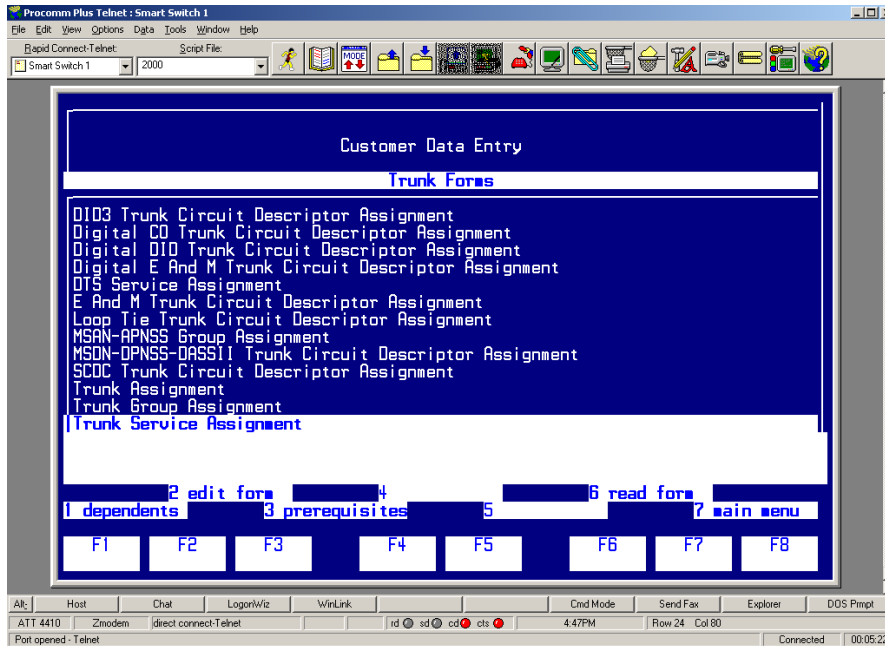 Procomm Plus Telnet : Smart Switch 1
File Edit View Options Data Tools Window Help
Rapid Connect-Telnet: Script File:
Smart Switch 1 2000
MODE
Customer Data Entry
Trunk Forms
DID3 Trunk Circuit Descriptor Assignment
Digital CO Trunk Circuit Descriptor Assignment
Digital DID Trunk Circuit Descriptor Assignment
Digital E And M Trunk Circuit Descriptor Assignment
DTS Service Assignment
E And M Trunk Circuit Descriptor Assignment
Loop Tie Trunk Circuit Descriptor Assignment
MSAN-APNSS Group Assignment
MSDN-DPNSS-DASSII Trunk Circuit Descriptor Assignment
SCDC Trunk Circuit Descriptor Assignment
Trunk Assignment
Trunk Group Assignment
Trunk Service Assignment
2 edit form 4 6 read form
1 dependents 3 prerequisites 5 7 main menu
F1 F2 F3 F4 F5 F6 F7 F8
Alt: Host Chat LogonWiz WinLink Cmd Mode Send Fax Explorer DOS Prmpt
ATT 4410 Zmodem direct connect-Telnet rd sd cd cts 4:47PM Row 24 Col 80
Port opened - Telnet Connected 00:05:22